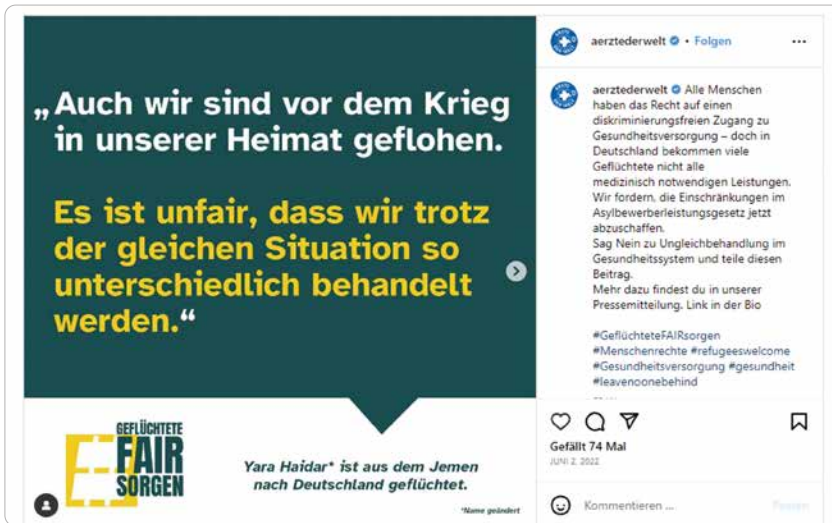 „Auch wir sind vor dem Krieg
in unserer Heimat geflohen.
Es ist unfair, dass wir trotz
der gleichen Situation so
unterschiedlich behandelt
werden.“
GEFLÜCHTETE
FAIR
SORGEN
Yara Haidar* ist aus dem Jemen
nach Deutschland geflüchtet.
*Name geändert
aerztederwelt • Folgen
aerztederwelt Alle Menschen
haben das Recht auf einen
diskriminierungsfreien Zugang zu
Gesundheitsversorgung – doch in
Deutschland bekommen viele
Geflüchtete nicht alle
medizinisch notwendigen Leistungen.
Wir fordern, die Einschränkungen im
Asylbewerberleistungsgesetz jetzt
abzuschaffen.
Sag Nein zu Ungleichbehandlung im
Gesundheitssystem und teile diesen
Beitrag.
Mehr dazu findest du in unserer
Pressemitteilung. Link in der Bio
#GeflüchteteFAIRsorgen
#Menschenrechte #refugeeswelcome
#Gesundheitsversorgung #gesundheit
#leavenoonebehind
Gefällt 74 Mal
JUNI 2, 2022
Kommentieren ...
Posten